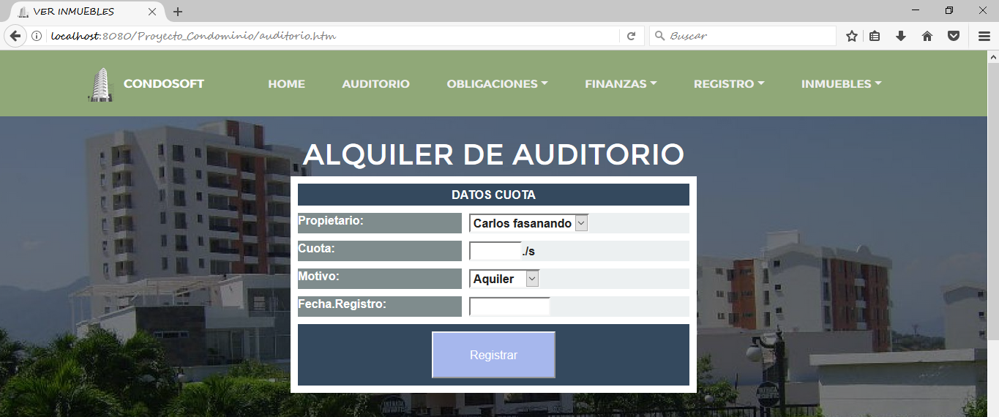 VER INMUEBLES
localhost:8080/Proyecto_Condominio/auditorio.htm
Buscar
CONDOSOFT HOME AUDITORIO OBLIGACIONES FINANZAS REGISTRO INMUEBLES
ALQUILER DE AUDITORIO
DATOS CUOTA
Propietario: Carlos fasanando
Cuota: ./s
Motivo: Aquiler
Fecha.Registro:
Registrar